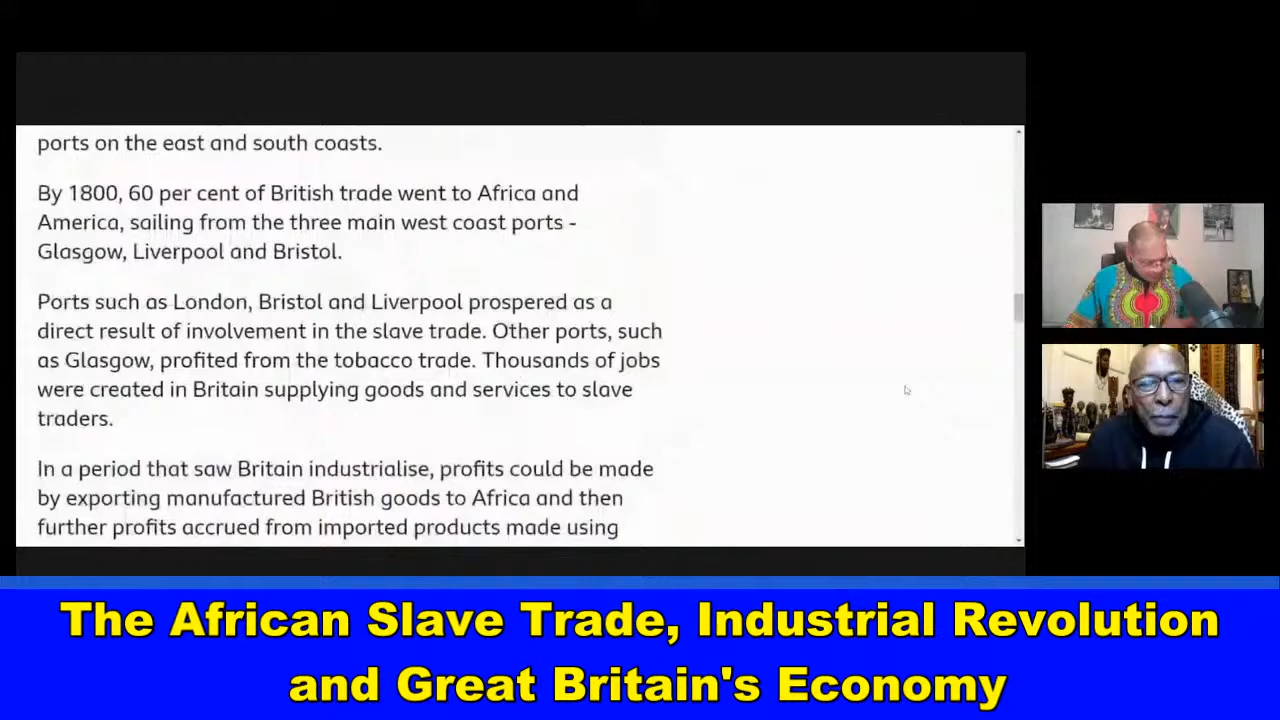 ports on the east and south coasts.
By 1800, 60 per cent of British trade went to Africa and
America, sailing from the three main west coast ports -
Glasgow, Liverpool and Bristol.
Ports such as London, Bristol and Liverpool prospered as a
direct result of involvement in the slave trade. Other ports, such
as Glasgow, profited from the tobacco trade. Thousands of jobs
were created in Britain supplying goods and services to slave
traders.
In a period that saw Britain industrialise, profits could be made
by exporting manufactured British goods to Africa and then
further profits accrued from imported products made using
The African Slave Trade, Industrial Revolution
and Great Britain's Economy